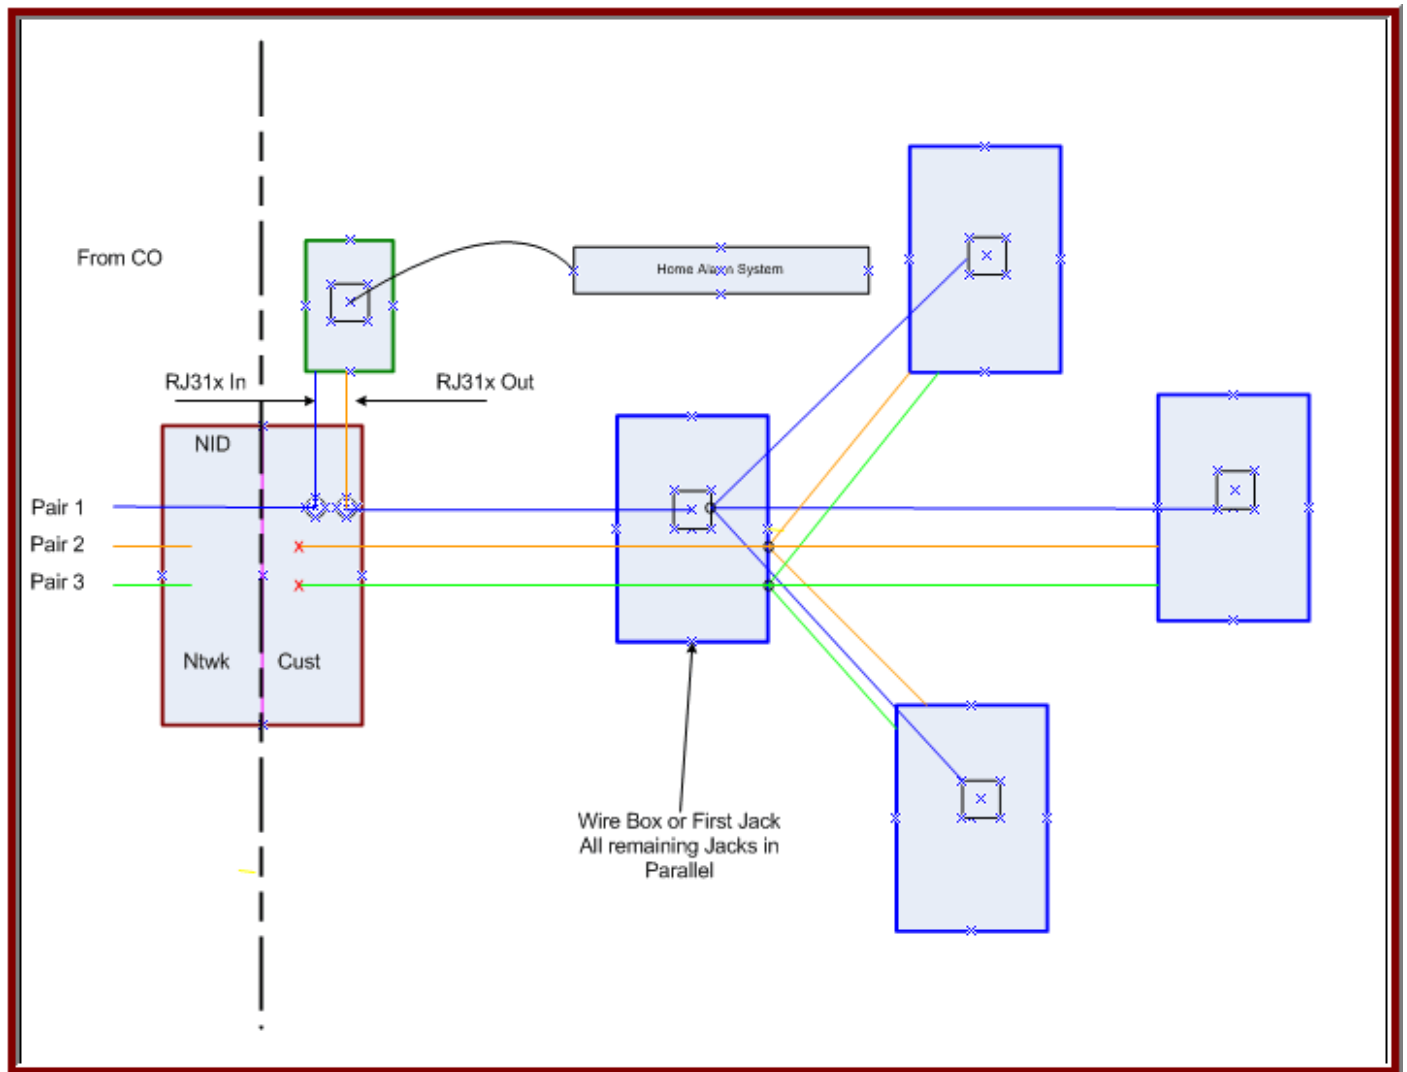 From CO
Home Alarm System
RJ31x In
RJ31x Out
NID
Pair 1
Pair 2
Pair 3
Ntwk
Cust
Wire Box or First Jack
All remaining Jacks in
Parallel